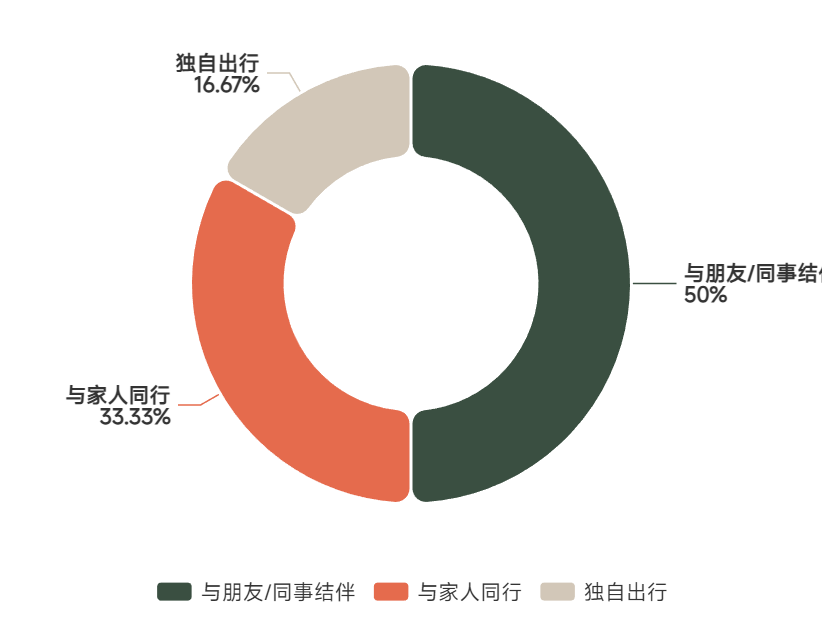 独自出行
16.67%
与朋友/同事结
50%
与家人同行
33.33%
与朋友/同事结伴
与家人同行
独自出行